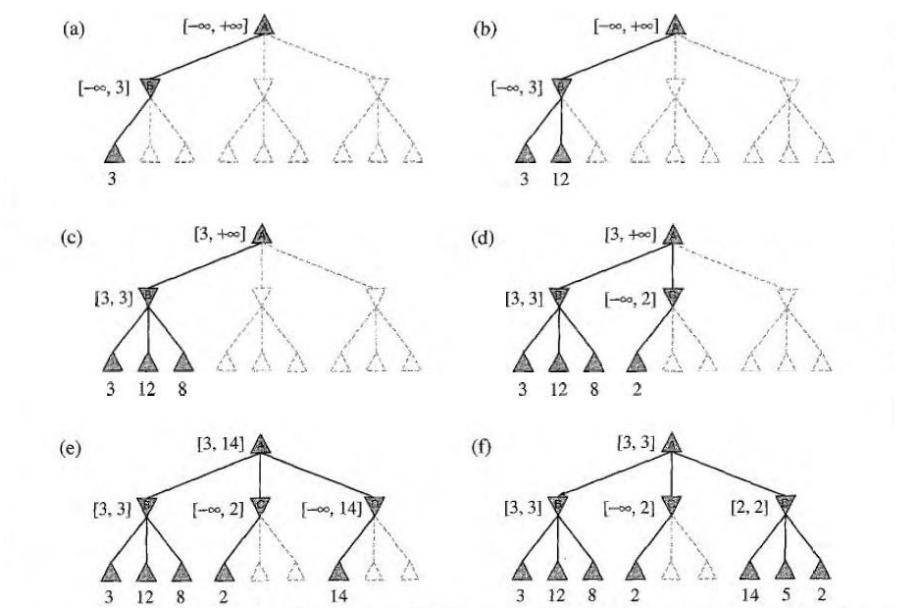 (a) [−∞, +∞] A
[−∞, 3] B
3
(b) [−∞, +∞] A
[−∞, 3] B
3 12
(c) [3, +∞] A
[3, 3] B
3 12 8
(d) [3, +∞] A
[3, 3] B [−∞, 2] C
3 12 8 2
(e) [3, 14] A
[3, 3] B [−∞, 2] C [−∞, 14] D
3 12 8 2 14
(f) [3, 3] A
[3, 3] B [−∞, 2] C [2, 2] D
3 12 8 2 14 5 2